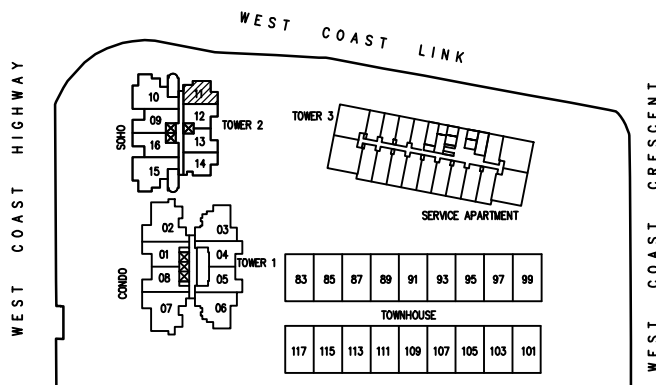 WEST COAST LINK
WEST COAST HIGHWAY
WEST COAST CRESCENT
10 11
09 12
16 13
15 14
SOHO
TOWER 2
TOWER 3
SERVICE APARTMENT
02 03
01 04
08 05
07 06
CONDO
TOWER 1
83 85 87 89 91 93 95 97 99
TOWNHOUSE
117 115 113 111 109 107 105 103 101